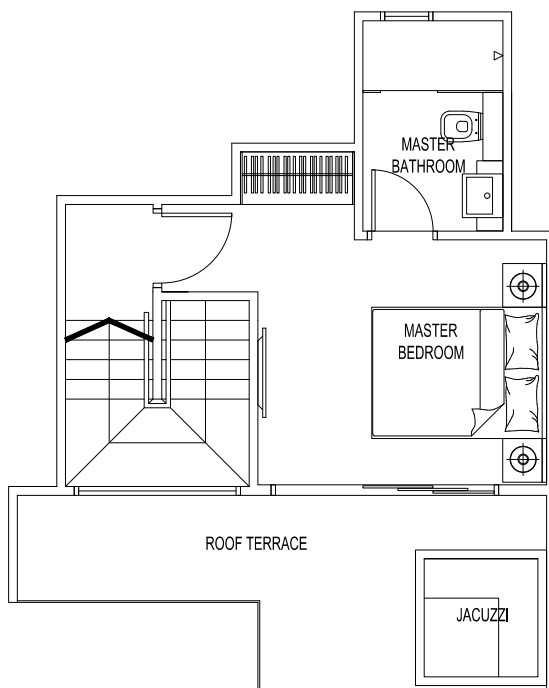 MASTER
BATHROOM
MASTER
BEDROOM
ROOF TERRACE
JACUZZI